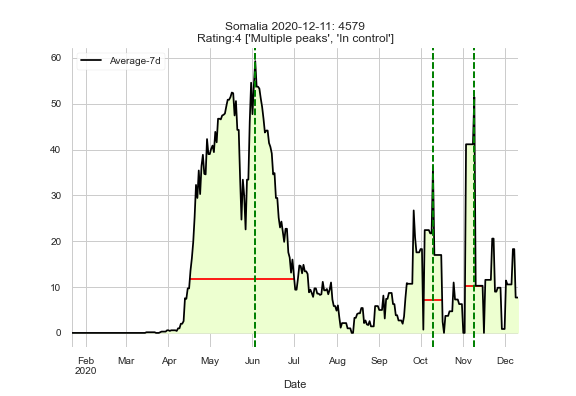 Somalia 2020-12-11: 4579
Rating:4 ['Multiple peaks', 'In control']
Average-7d
60
50
40
30
20
10
0
Feb Mar Apr May Jun Jul Aug Sep Oct Nov Dec
2020
Date